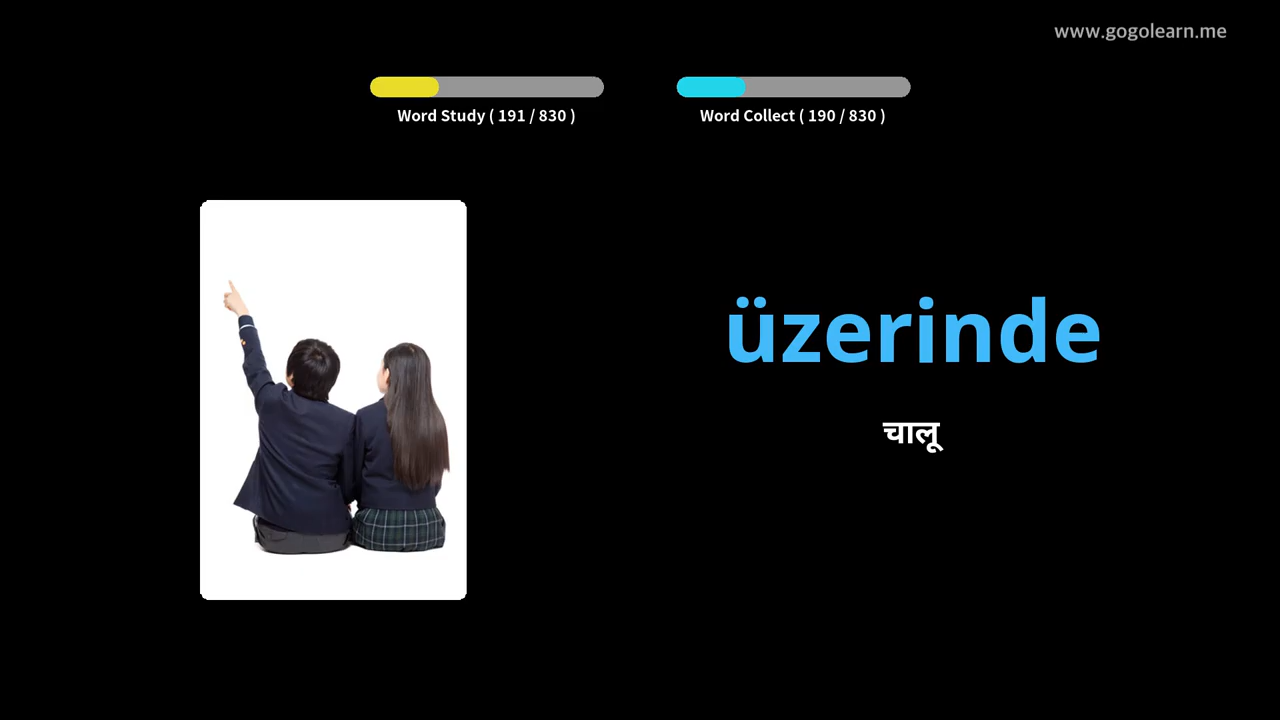 www.gogolearn.me
Word Study ( 191 / 830 )
Word Collect ( 190 / 830 )
üzerinde
चालू